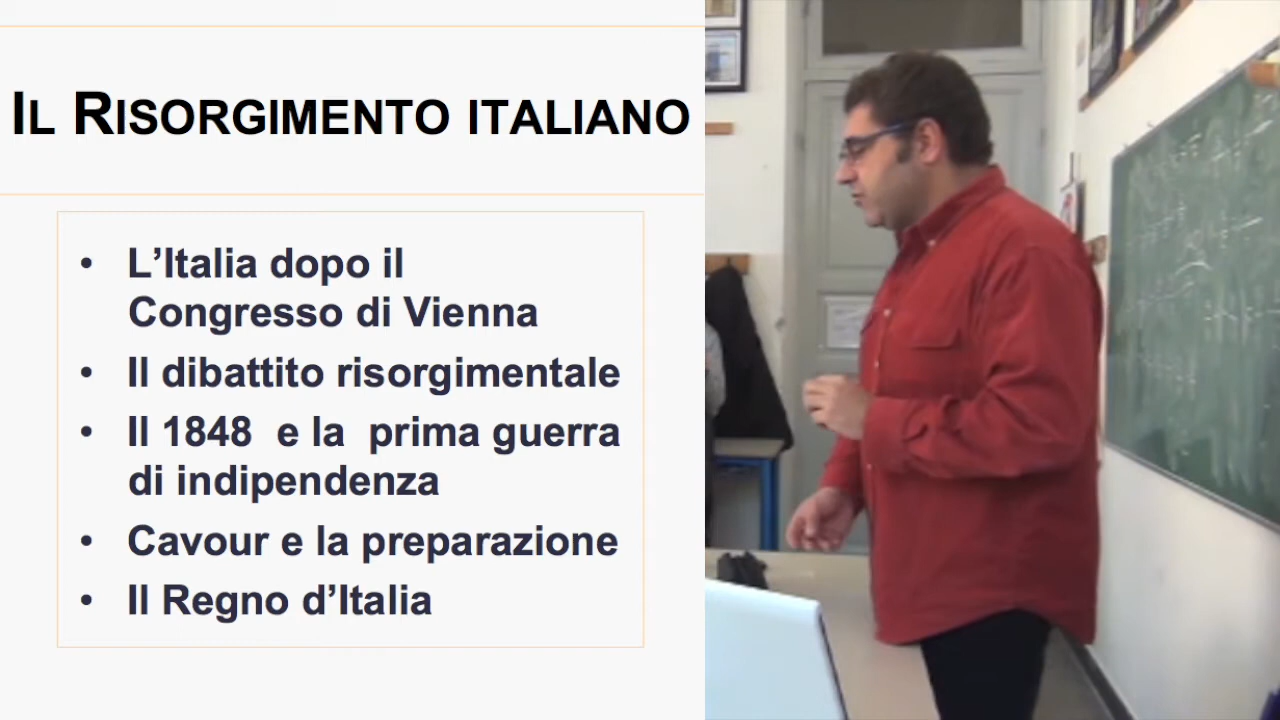 IL RISORGIMENTO ITALIANO
• L’Italia dopo il
Congresso di Vienna
• Il dibattito risorgimentale
• Il 1848 e la prima guerra
di indipendenza
• Cavour e la preparazione
• Il Regno d’Italia